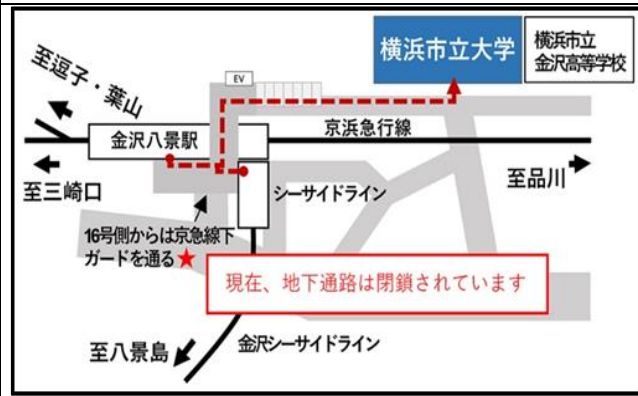 横浜市立大学
横浜市立
金沢高等学校
至逗子・葉山
EV
金沢八景駅
京浜急行線
至三崎口
シーサイドライン
至品川
16号側からは京急線下
ガードを通る★
現在、地下通路は閉鎖されています
至八景島
金沢シーサイドライン